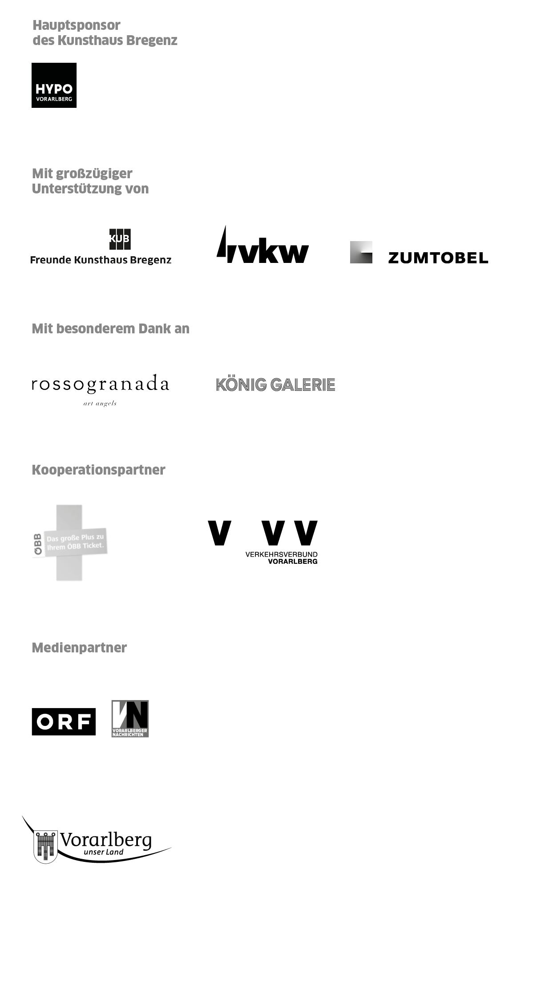 Hauptsponsor
des Kunsthaus Bregenz
HYPO
VORARLBERG
Mit großzügiger
Unterstützung von
KUB
Freunde Kunsthaus Bregenz
vkw
ZUMTOBEL
Mit besonderem Dank an
rossogranada
art angels
KÖNIG GALERIE
Kooperationspartner
ÖBB
Das große Plus zu
Ihrem ÖBB Ticket.
V VV
VERKEHRSVERBUND
VORARLBERG
Medienpartner
ORF
VN
VORARLBERGER
NACHRICHTEN
Vorarlberg
unser Land